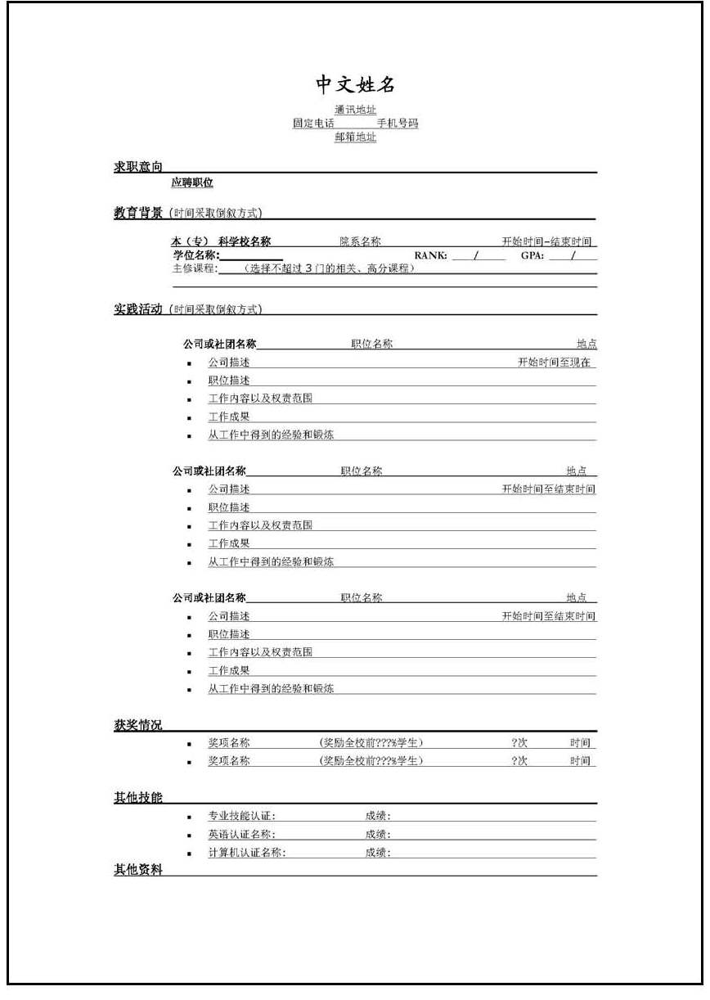 中文姓名
通讯地址
固定电话 手机号码
邮箱地址
求职意向
应聘职位
教育背景（时间采取倒叙方式）
本（专） 科学校名称 院系名称 开始时间-结束时间
学位名称:_________ RANK: ____/_____ GPA: ____/____
主修课程: （选择不超过 3 门的相关、高分课程）
实践活动（时间采取倒叙方式）
公司或社团名称 职位名称 地点
▪ 公司描述 开始时间至现在
▪ 职位描述
▪ 工作内容以及权责范围
▪ 工作成果
▪ 从工作中得到的经验和锻炼
公司或社团名称 职位名称 地点
▪ 公司描述 开始时间至结束时间
▪ 职位描述
▪ 工作内容以及权责范围
▪ 工作成果
▪ 从工作中得到的经验和锻炼
公司或社团名称 职位名称 地点
▪ 公司描述 开始时间至结束时间
▪ 职位描述
▪ 工作内容以及权责范围
▪ 工作成果
▪ 从工作中得到的经验和锻炼
获奖情况
▪ 奖项名称 (奖励全校前???%学生） ?次 时间
▪ 奖项名称 (奖励全校前???%学生） ?次 时间
其他技能
▪ 专业技能认证: 成绩:
▪ 英语认证名称: 成绩:
▪ 计算机认证名称: 成绩:
其他资料